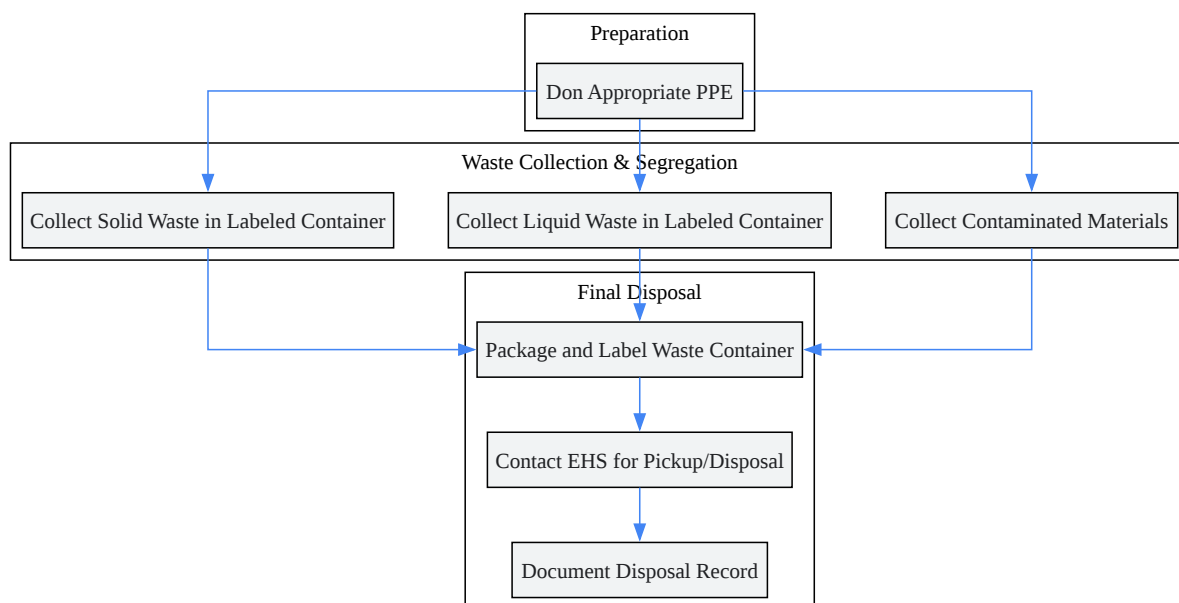 Preparation
Don Appropriate PPE
Waste Collection & Segregation
Collect Solid Waste in Labeled Container
Collect Liquid Waste in Labeled Container
Collect Contaminated Materials
Final Disposal
Package and Label Waste Container
Contact EHS for Pickup/Disposal
Document Disposal Record